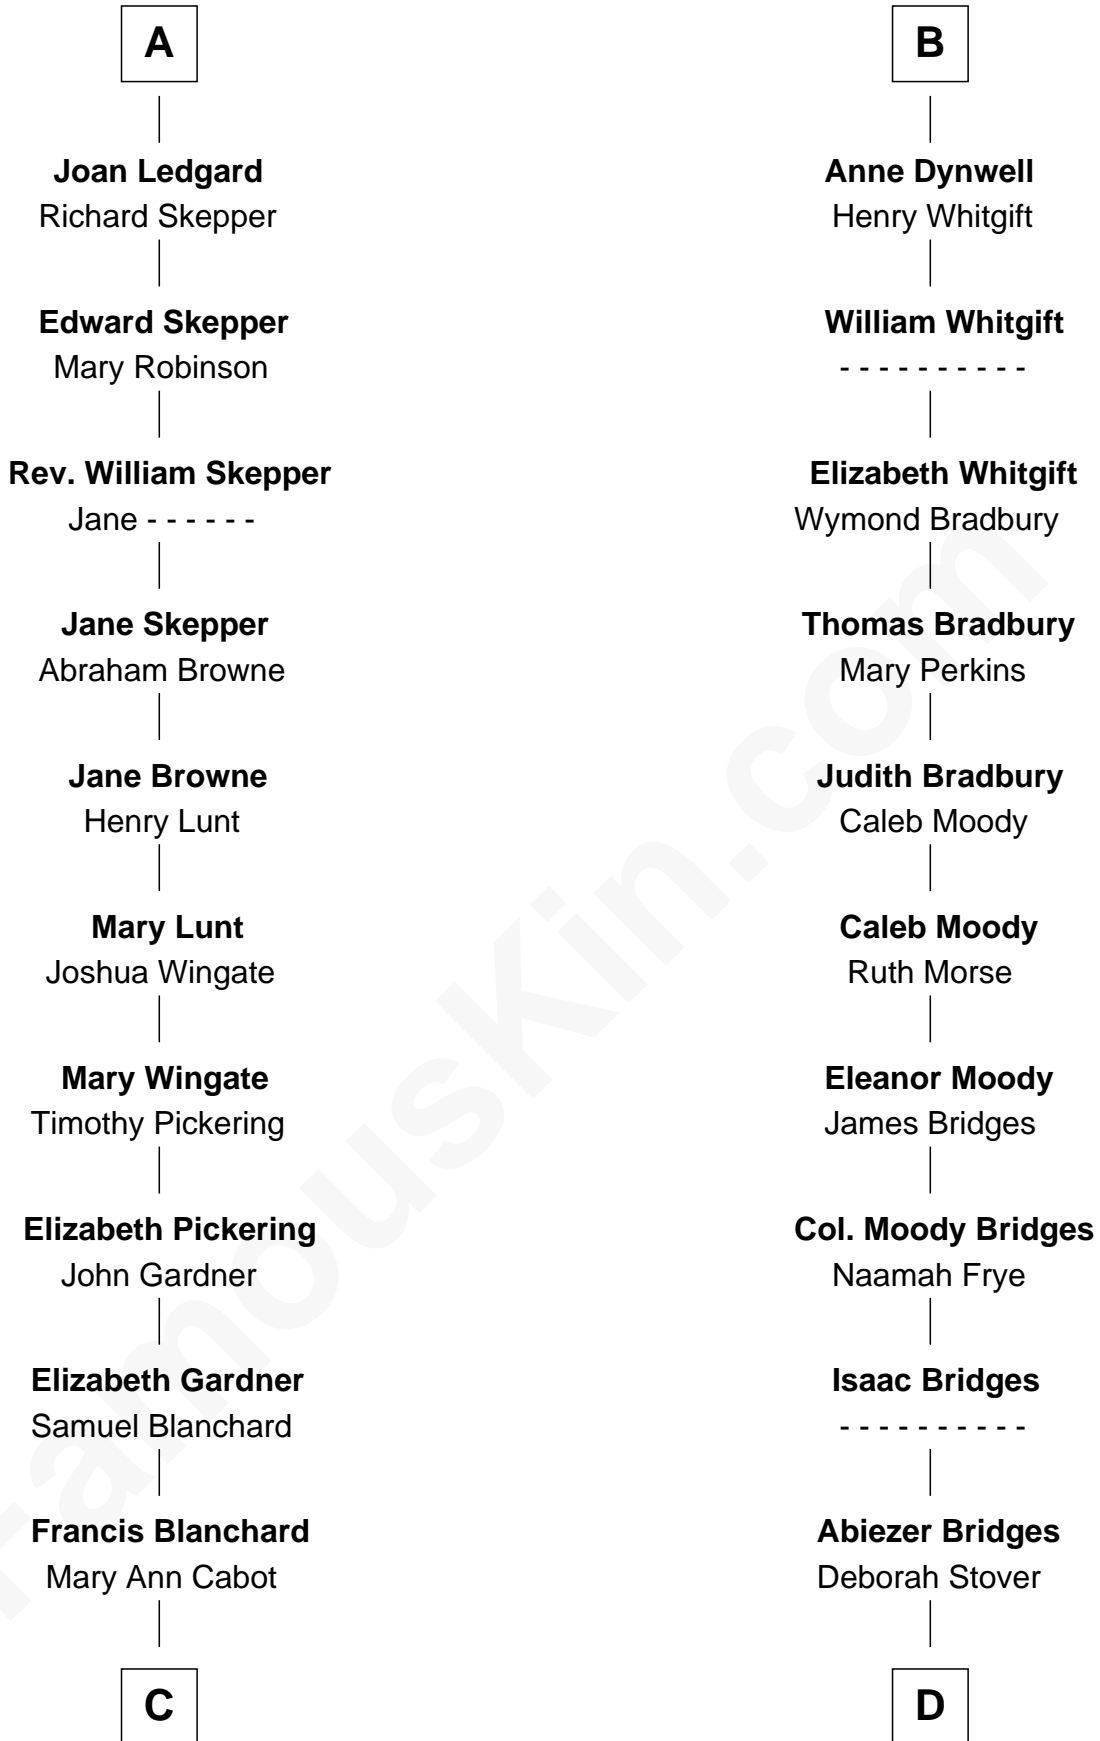 A
Joan Ledgard
Richard Skepper
Edward Skepper
Mary Robinson
Rev. William Skepper
Jane - - - - - -
Jane Skepper
Abraham Browne
Jane Browne
Henry Lunt
Mary Lunt
Joshua Wingate
Mary Wingate
Timothy Pickering
Elizabeth Pickering
John Gardner
Elizabeth Gardner
Samuel Blanchard
Francis Blanchard
Mary Ann Cabot
C
B
Anne Dynwell
Henry Whitgift
William Whitgift
- - - - - - - - - -
Elizabeth Whitgift
Wymond Bradbury
Thomas Bradbury
Mary Perkins
Judith Bradbury
Caleb Moody
Caleb Moody
Ruth Morse
Eleanor Moody
James Bridges
Col. Moody Bridges
Naamah Frye
Isaac Bridges
- - - - - - - - - -
Abiezer Bridges
Deborah Stover
D
FamousKin.com